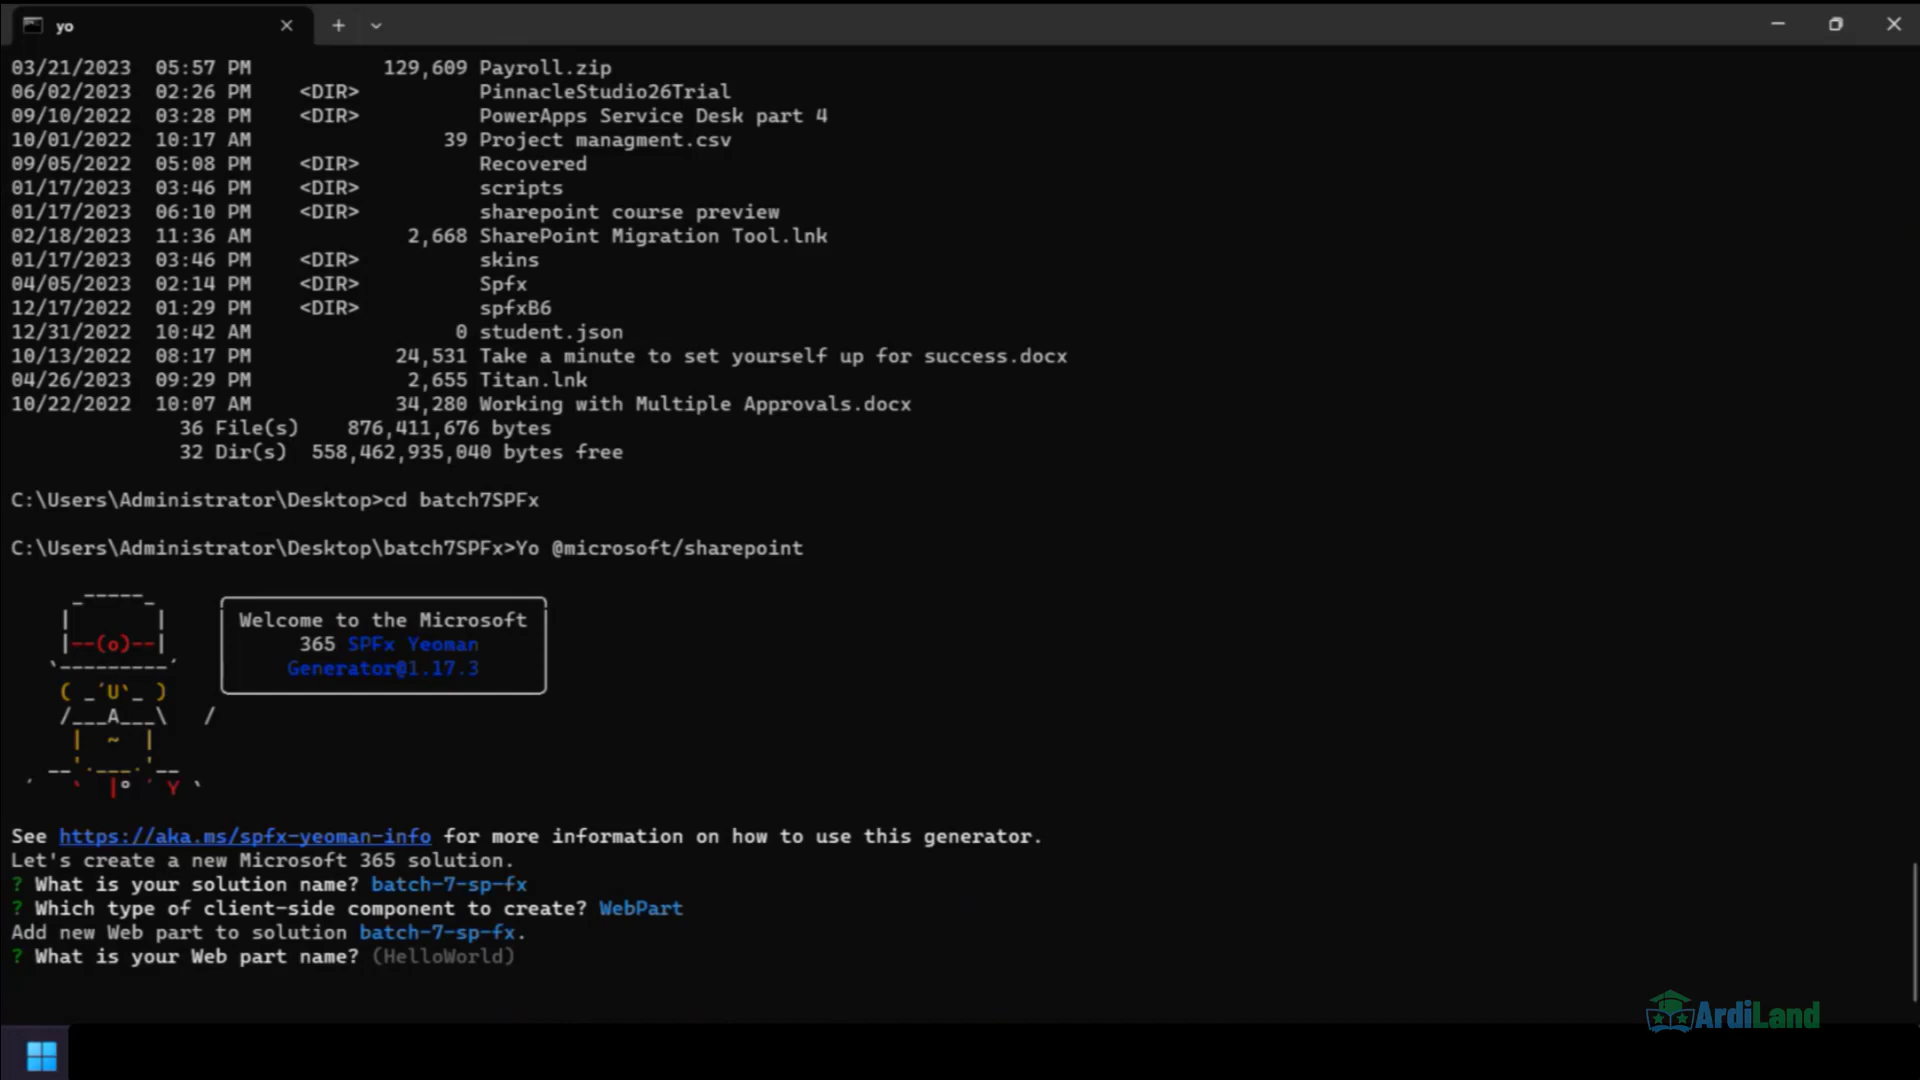 yo
03/21/2023  05:57 PM           129,609 Payroll.zip
06/02/2023  02:26 PM    <DIR>          PinnacleStudio26Trial
09/10/2022  03:28 PM    <DIR>          PowerApps Service Desk part 4
10/01/2022  10:17 AM                39 Project managment.csv
09/05/2022  05:08 PM    <DIR>          Recovered
01/17/2023  03:46 PM    <DIR>          scripts
01/17/2023  06:10 PM    <DIR>          sharepoint course preview
02/18/2023  11:36 AM             2,668 SharePoint Migration Tool.lnk
01/17/2023  03:46 PM    <DIR>          skins
04/05/2023  02:14 PM    <DIR>          Spfx
12/17/2022  01:29 PM    <DIR>          spfxB6
12/31/2022  10:42 AM                 0 student.json
10/13/2022  08:17 PM            24,531 Take a minute to set yourself up for success.docx
04/26/2023  09:29 PM             2,655 Titan.lnk
10/22/2022  10:07 AM            34,280 Working with Multiple Approvals.docx
36 File(s)    876,411,676 bytes
32 Dir(s)  558,462,935,040 bytes free
C:\Users\Administrator\Desktop>cd batch7SPFx
C:\Users\Administrator\Desktop\batch7SPFx>Yo @microsoft/sharepoint
Welcome to the Microsoft
365 SPFx Yeoman
Generator@1.17.3
See https://aka.ms/spfx-yeoman-info for more information on how to use this generator.
Let's create a new Microsoft 365 solution.
? What is your solution name? batch-7-sp-fx
? Which type of client-side component to create? WebPart
Add new Web part to solution batch-7-sp-fx.
? What is your Web part name? (HelloWorld)
ArdiLand